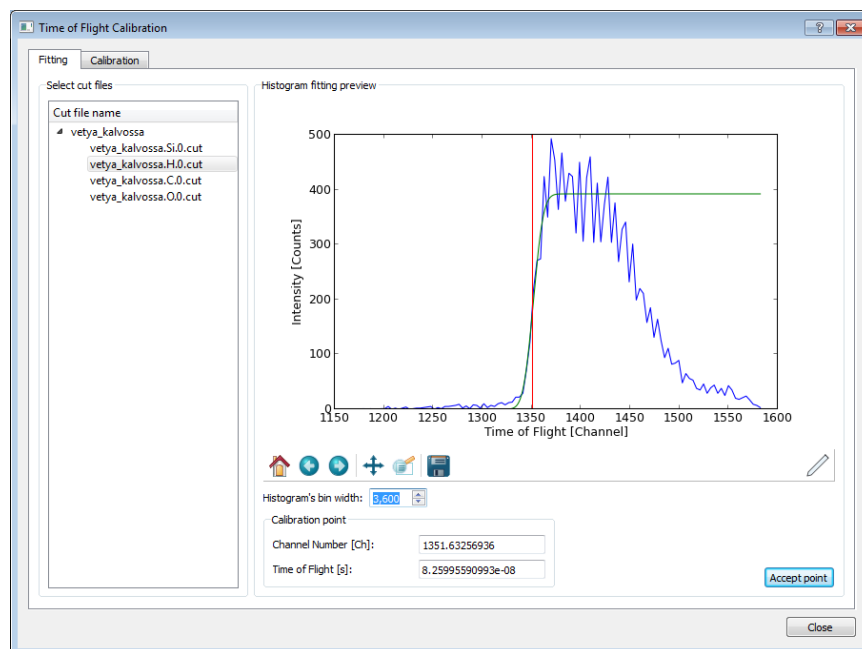 Time of Flight Calibration
Fitting
Calibration
Select cut files
Cut file name
vetya_kalvossa
vetya_kalvossa.Si.0.cut
vetya_kalvossa.H.0.cut
vetya_kalvossa.C.0.cut
vetya_kalvossa.O.0.cut
Histogram fitting preview
500
400
300
200
100
0
Intensity [Counts]
1150 1200 1250 1300 1350 1400 1450 1500 1550 1600
Time of Flight [Channel]
Histogram's bin width: 3,600
Calibration point
Channel Number [Ch]: 1351.63256936
Time of Flight [s]: 8.25995590993e-08
Accept point
Close